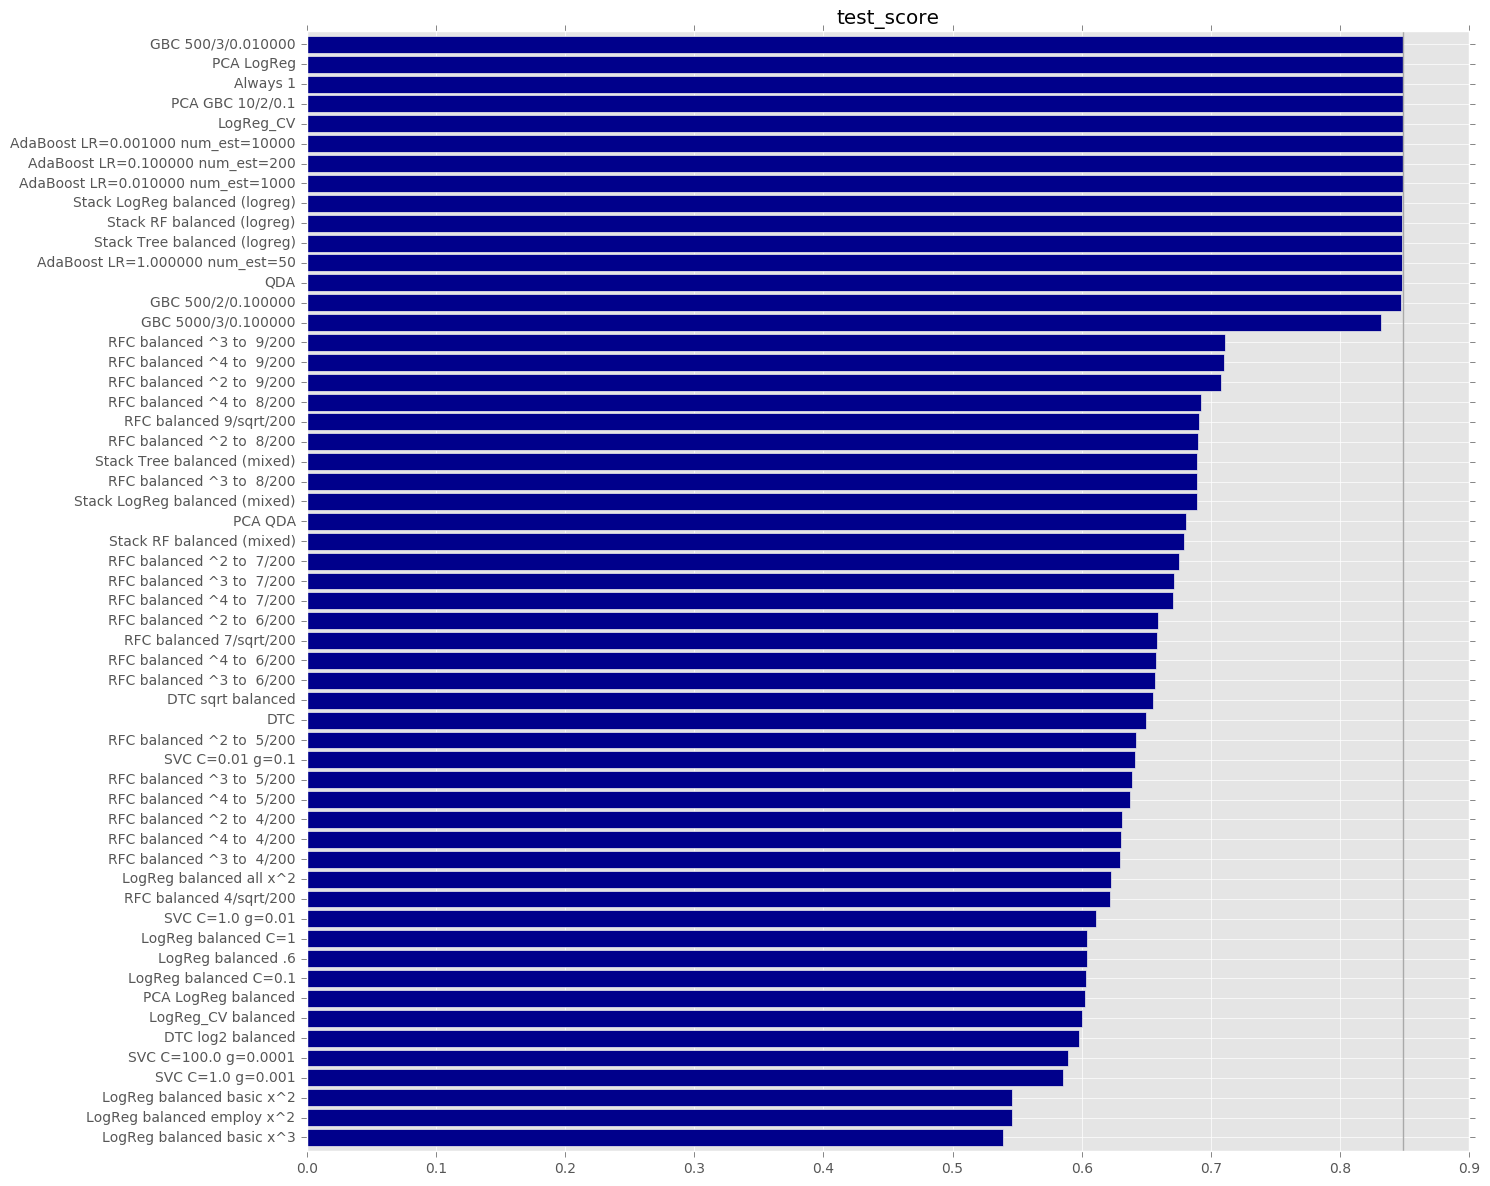 test_score
GBC 500/3/0.010000
PCA LogReg
Always 1
PCA GBC 10/2/0.1
LogReg_CV
AdaBoost LR=0.001000 num_est=10000
AdaBoost LR=0.100000 num_est=200
AdaBoost LR=0.010000 num_est=1000
Stack LogReg balanced (logreg)
Stack RF balanced (logreg)
Stack Tree balanced (logreg)
AdaBoost LR=1.000000 num_est=50
QDA
GBC 500/2/0.100000
GBC 5000/3/0.100000
RFC balanced ^3 to  9/200
RFC balanced ^4 to  9/200
RFC balanced ^2 to  9/200
RFC balanced ^4 to  8/200
RFC balanced 9/sqrt/200
RFC balanced ^2 to  8/200
Stack Tree balanced (mixed)
RFC balanced ^3 to  8/200
Stack LogReg balanced (mixed)
PCA QDA
Stack RF balanced (mixed)
RFC balanced ^2 to  7/200
RFC balanced ^3 to  7/200
RFC balanced ^4 to  7/200
RFC balanced ^2 to  6/200
RFC balanced 7/sqrt/200
RFC balanced ^4 to  6/200
RFC balanced ^3 to  6/200
DTC sqrt balanced
DTC
RFC balanced ^2 to  5/200
SVC C=0.01 g=0.1
RFC balanced ^3 to  5/200
RFC balanced ^4 to  5/200
RFC balanced ^2 to  4/200
RFC balanced ^4 to  4/200
RFC balanced ^3 to  4/200
LogReg balanced all x^2
RFC balanced 4/sqrt/200
SVC C=1.0 g=0.01
LogReg balanced C=1
LogReg balanced .6
LogReg balanced C=0.1
PCA LogReg balanced
LogReg_CV balanced
DTC log2 balanced
SVC C=100.0 g=0.0001
SVC C=1.0 g=0.001
LogReg balanced basic x^2
LogReg balanced employ x^2
LogReg balanced basic x^3
0.0 0.1 0.2 0.3 0.4 0.5 0.6 0.7 0.8 0.9